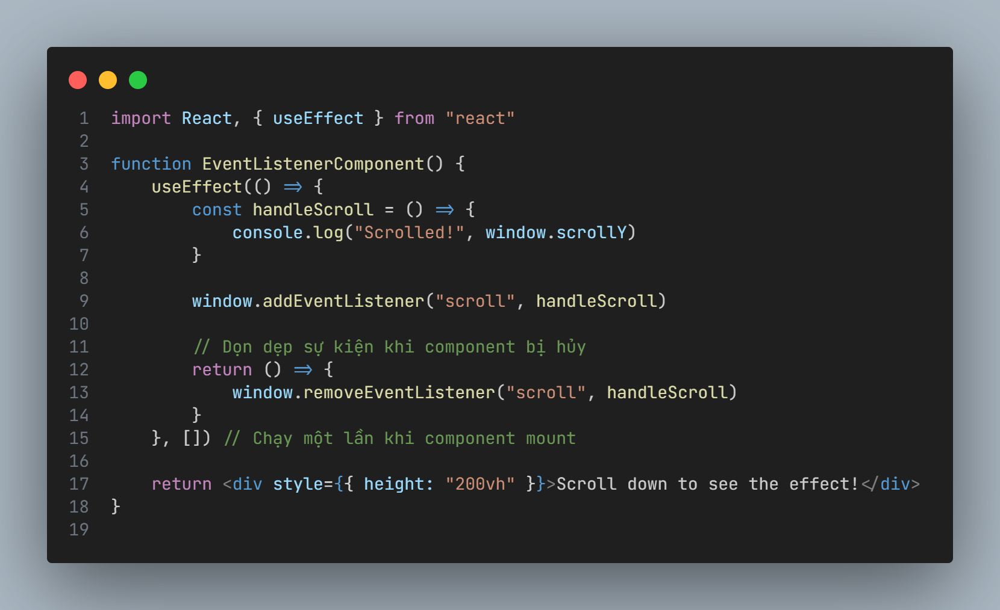 1 import React, { useEffect } from "react"
2
3 function EventListenerComponent() {
4     useEffect(() => {
5         const handleScroll = () => {
6             console.log("Scrolled!", window.scrollY)
7         }
8
9         window.addEventListener("scroll", handleScroll)
10
11         // Dọn dẹp sự kiện khi component bị hủy
12         return () => {
13             window.removeEventListener("scroll", handleScroll)
14         }
15     }, []) // Chạy một lần khi component mount
16
17     return <div style={{ height: "200vh" }}>Scroll down to see the effect!</div>
18 }
19